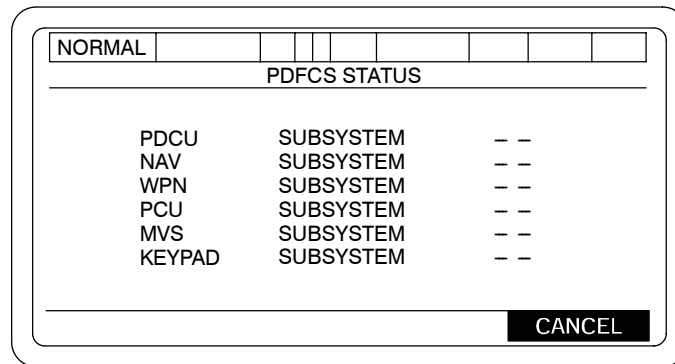 NORMAL
PDFCS STATUS
PDCU SUBSYSTEM -- --
NAV SUBSYSTEM -- --
WPN SUBSYSTEM -- --
PCU SUBSYSTEM -- --
MVS SUBSYSTEM -- --
KEYPAD SUBSYSTEM -- --
CANCEL